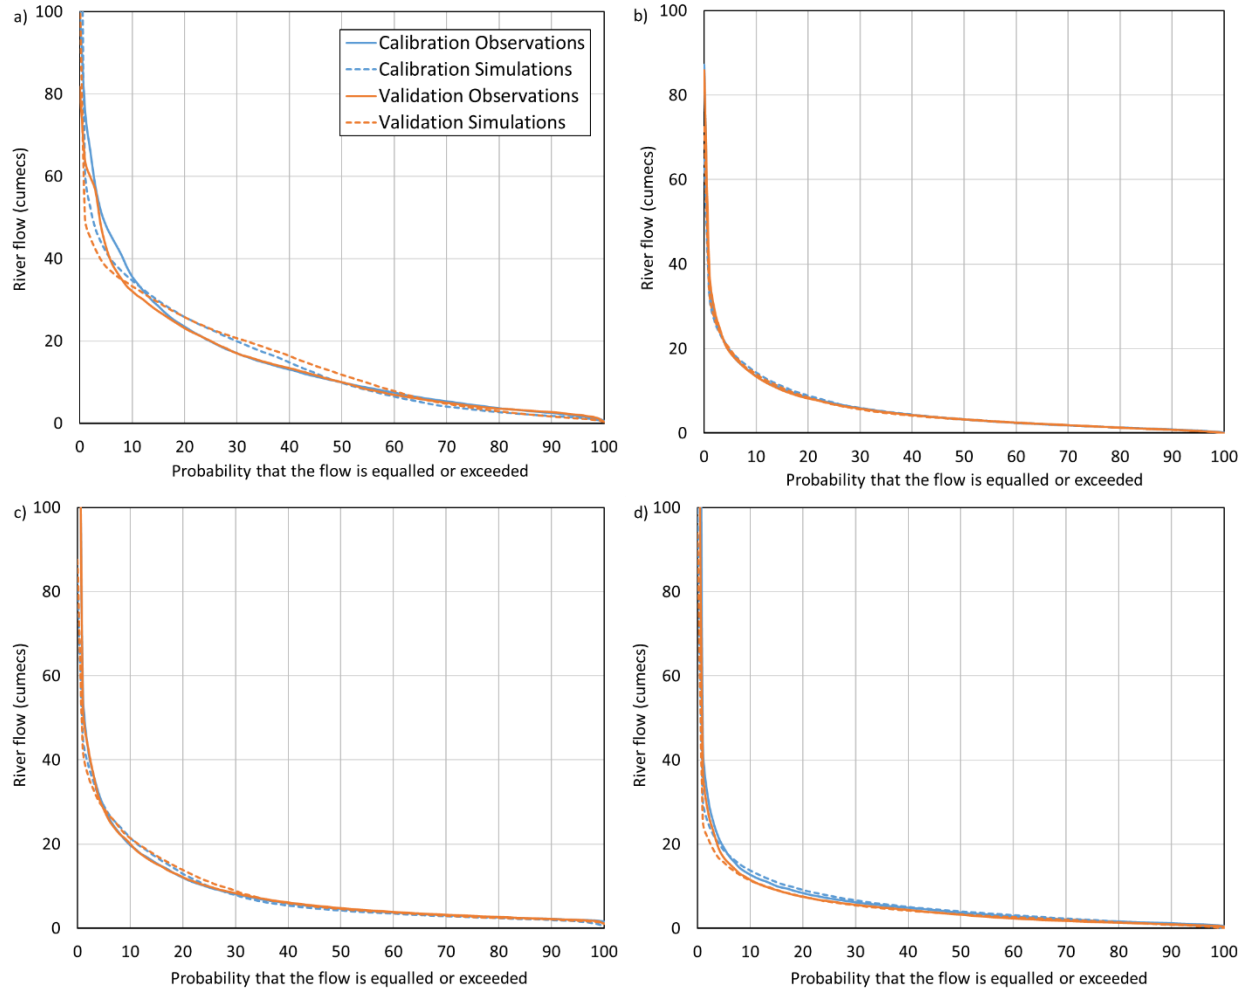 a)
100
80
60
40
20
0
River flow (cumecs)
Calibration Observations
Calibration Simulations
Validation Observations
Validation Simulations
0 10 20 30 40 50 60 70 80 90 100
Probability that the flow is equalled or exceeded
b)
100
80
60
40
20
0
River flow (cumecs)
0 10 20 30 40 50 60 70 80 90 100
Probability that the flow is equalled or exceeded
c)
100
80
60
40
20
0
River flow (cumecs)
0 10 20 30 40 50 60 70 80 90 100
Probability that the flow is equalled or exceeded
d)
100
80
60
40
20
0
River flow (cumecs)
0 10 20 30 40 50 60 70 80 90 100
Probability that the flow is equalled or exceeded